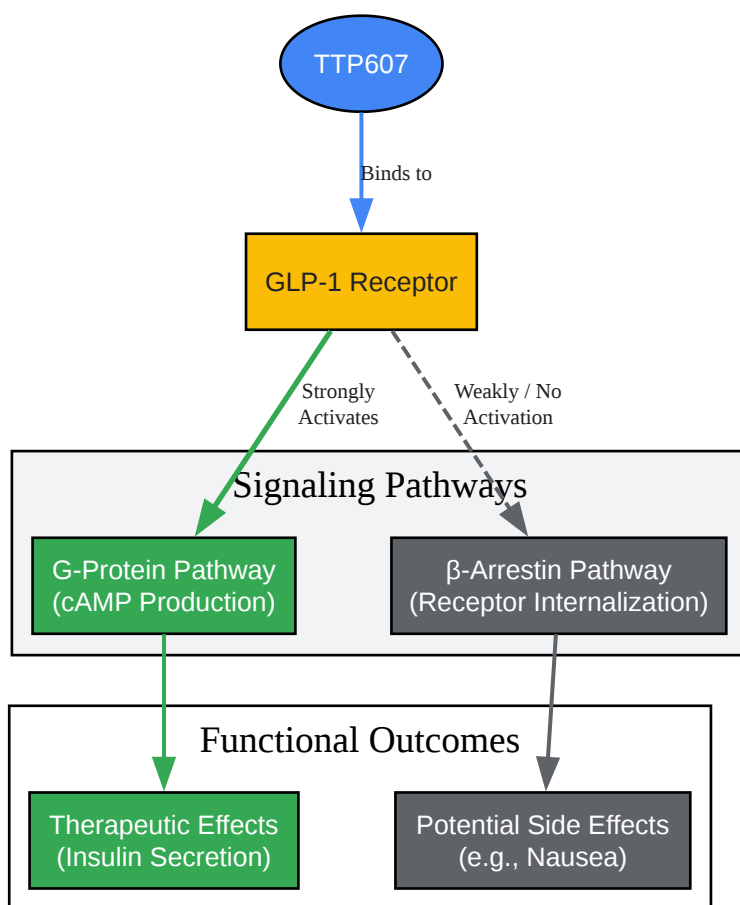 TTP607
Binds to
GLP-1 Receptor
Strongly
Activates
Weakly / No
Activation
Signaling Pathways
G-Protein Pathway
(cAMP Production)
β-Arrestin Pathway
(Receptor Internalization)
Functional Outcomes
Therapeutic Effects
(Insulin Secretion)
Potential Side Effects
(e.g., Nausea)